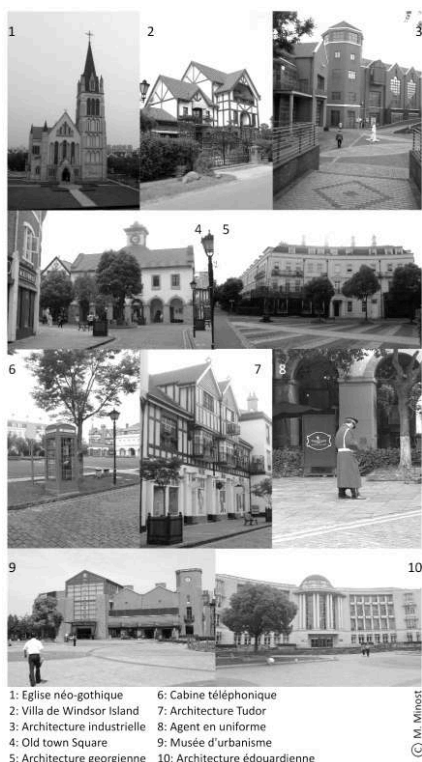 1
2
3
4
5
6
7
8
9
10
1: Eglise néo-gothique
2: Villa de Windsor Island
3: Architecture industrielle
4: Old town Square
5: Architecture georgienne
6: Cabine téléphonique
7: Architecture Tudor
8: Agent en uniforme
9: Musée d'urbanisme
10: Architecture édouardienne
(C) M. Minost